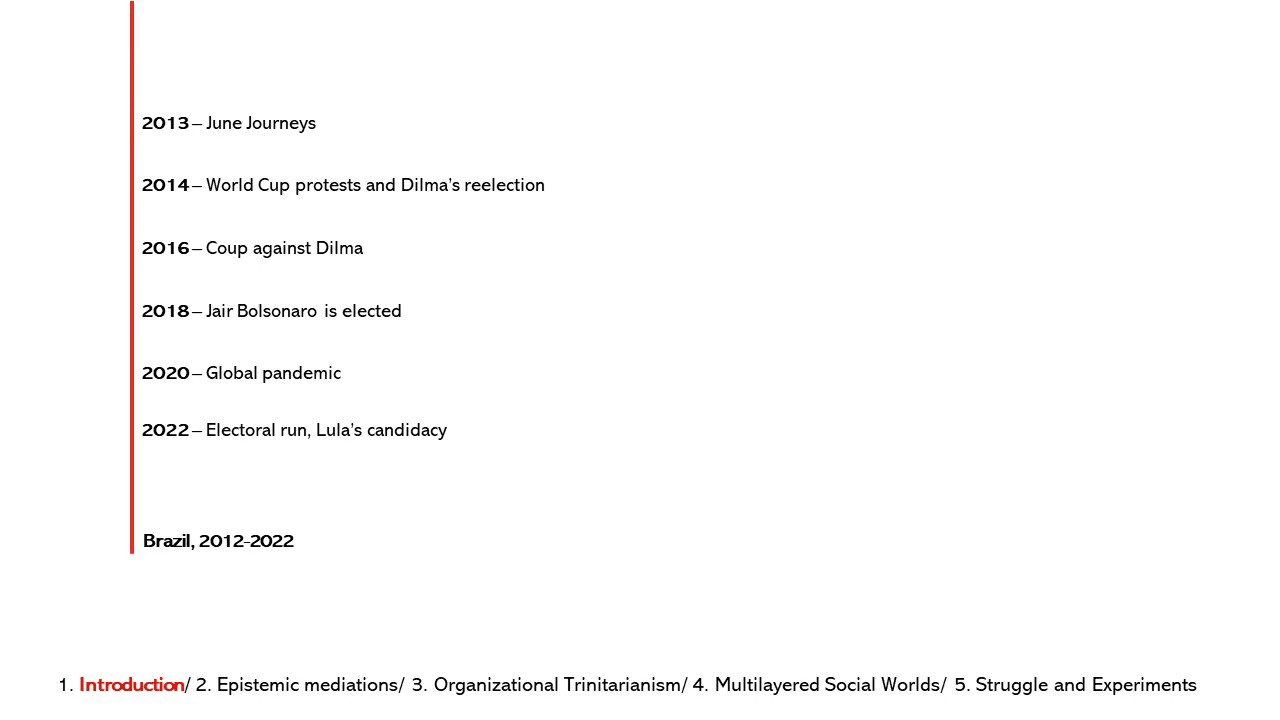 2013 – June Journeys
2014 – World Cup protests and Dilma’s reelection
2016 – Coup against Dilma
2018 – Jair Bolsonaro is elected
2020 – Global pandemic
2022 – Electoral run, Lula’s candidacy
Brazil, 2012-2022
1. Introduction/ 2. Epistemic mediations/ 3. Organizational Trinitarianism/ 4. Multilayered Social Worlds/ 5. Struggle and Experiments